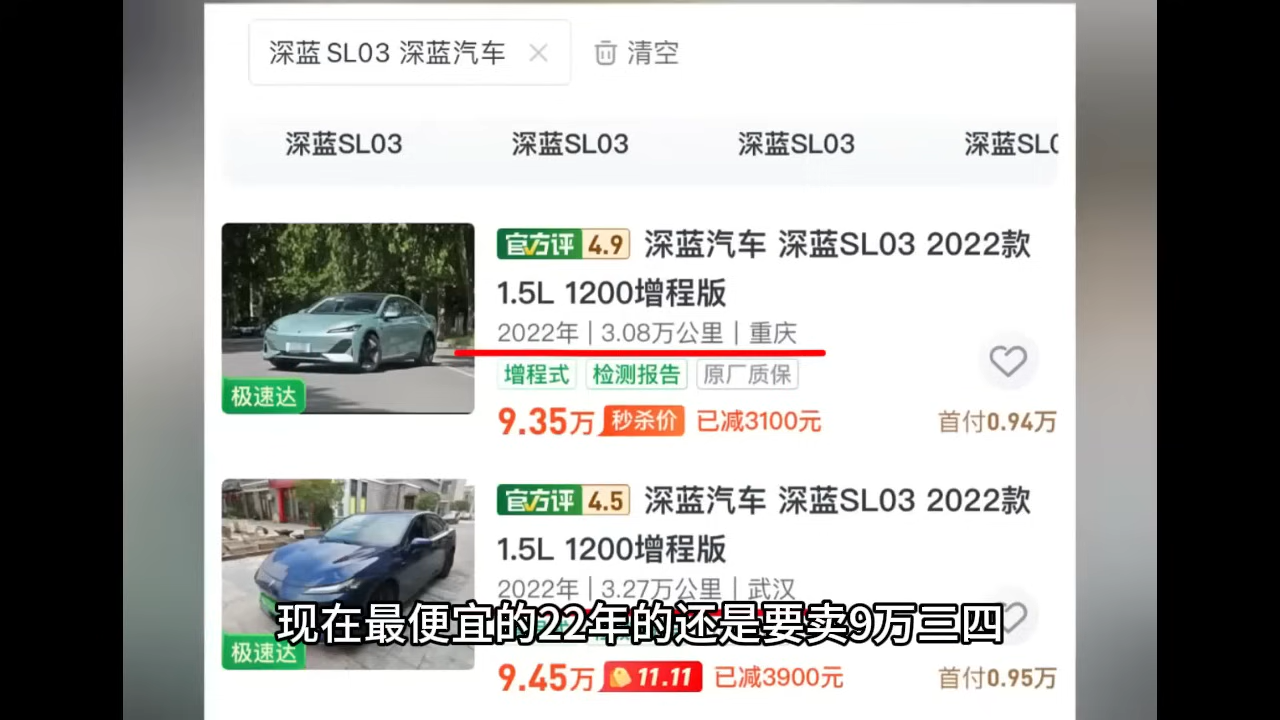 深蓝 SL03 深蓝汽车 × 清空
深蓝SL03 深蓝SL03 深蓝SL03 深蓝SL0
官方评 4.9 深蓝汽车 深蓝SL03 2022款
1.5L 1200增程版
2022年 | 3.08万公里 | 重庆
增程式 检测报告 原厂质保
极速达
9.35万 秒杀价 已减3100元 首付0.94万
官方评 4.5 深蓝汽车 深蓝SL03 2022款
1.5L 1200增程版
2022年 | 3.27万公里 | 武汉
现在最便宜的22年的还是要卖9万三四
极速达
9.45万 11.11 已减3900元 首付0.95万